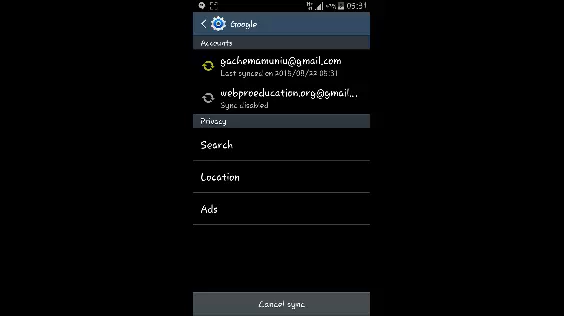 05:31
Google
Accounts
gachemamuniu@gmail.com
Last synced on 2015/08/22 05:31
webproeducation.org@gmail...
Sync disabled
Privacy
Search
Location
Ads
Cancel sync